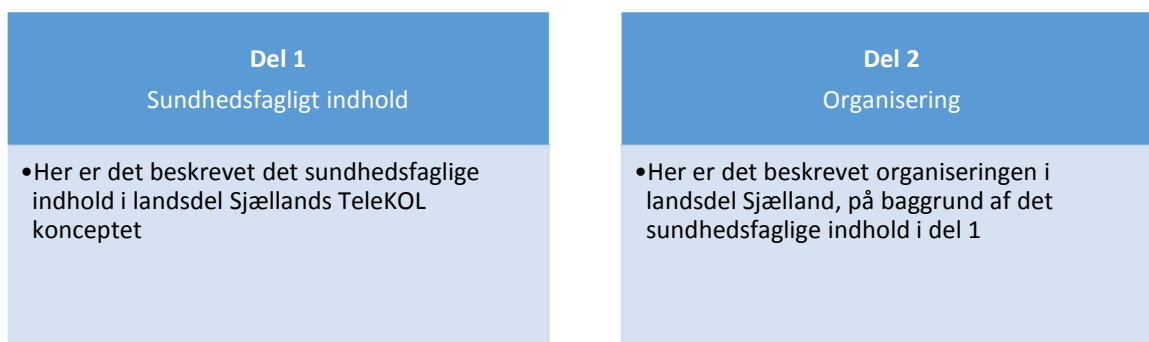 Del 1
Sundhedsfagligt indhold
•Her er det beskrevet det sundhedsfaglige
indhold i landsdel Sjællands TeleKOL
konceptet
Del 2
Organisering
•Her er det beskrevet organiseringen i
landsdel Sjælland, på baggrund af det
sundhedsfaglige indhold i del 1